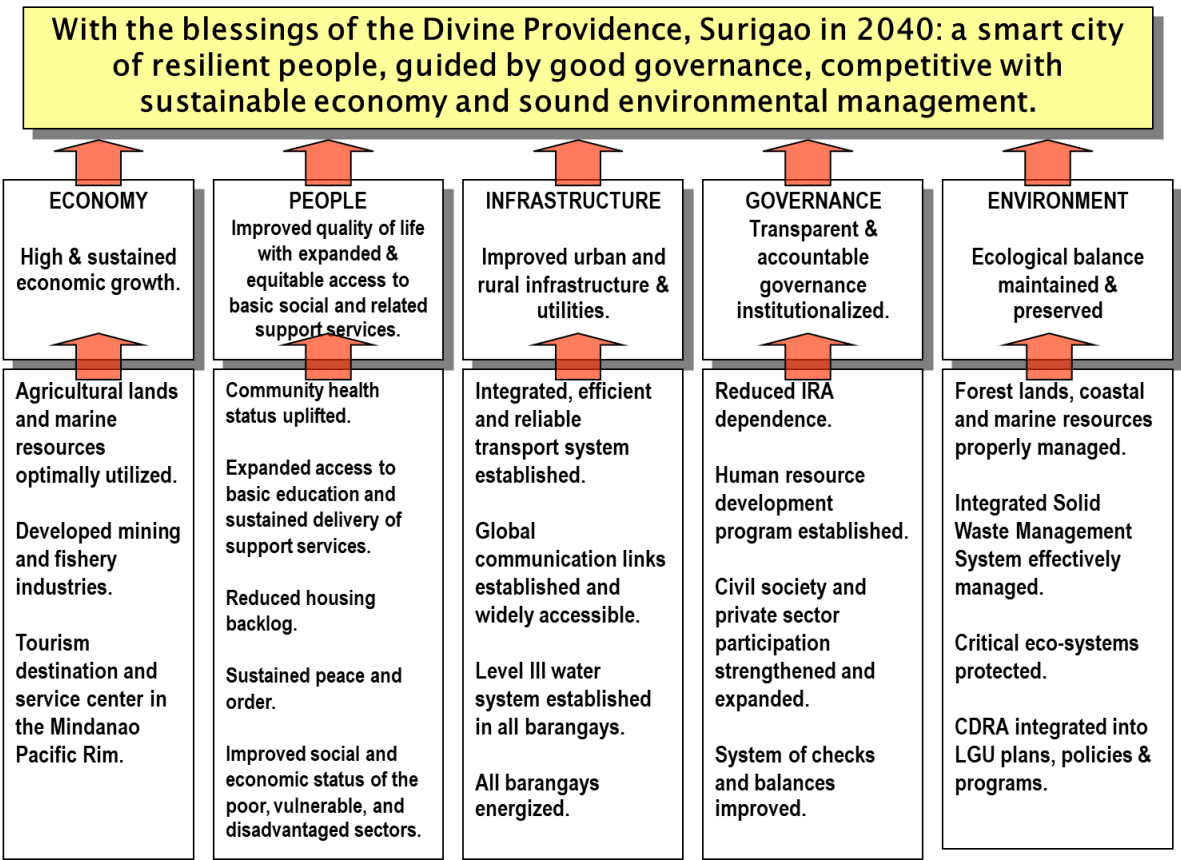 With the blessings of the Divine Providence, Surigao in 2040: a smart city
of resilient people, guided by good governance, competitive with
sustainable economy and sound environmental management.
ECONOMY
High & sustained
economic growth.
PEOPLE
Improved quality of life
with expanded &
equitable access to
basic social and related
support services.
INFRASTRUCTURE
Improved urban and
rural infrastructure &
utilities.
GOVERNANCE
Transparent &
accountable
governance
institutionalized.
ENVIRONMENT
Ecological balance
maintained &
preserved
Agricultural lands
and marine
resources
optimally utilized.
Developed mining
and fishery
industries.
Tourism
destination and
service center in
the Mindanao
Pacific Rim.
Community health
status uplifted.
Expanded access to
basic education and
sustained delivery of
support services.
Reduced housing
backlog.
Sustained peace and
order.
Improved social and
economic status of the
poor, vulnerable, and
disadvantaged sectors.
Integrated, efficient
and reliable
transport system
established.
Global
communication links
established and
widely accessible.
Level III water
system established
in all barangays.
All barangays
energized.
Reduced IRA
dependence.
Human resource
development
program established.
Civil society and
private sector
participation
strengthened and
expanded.
System of checks
and balances
improved.
Forest lands, coastal
and marine resources
properly managed.
Integrated Solid
Waste Management
System effectively
managed.
Critical eco-systems
protected.
CDRA integrated into
LGU plans, policies &
programs.